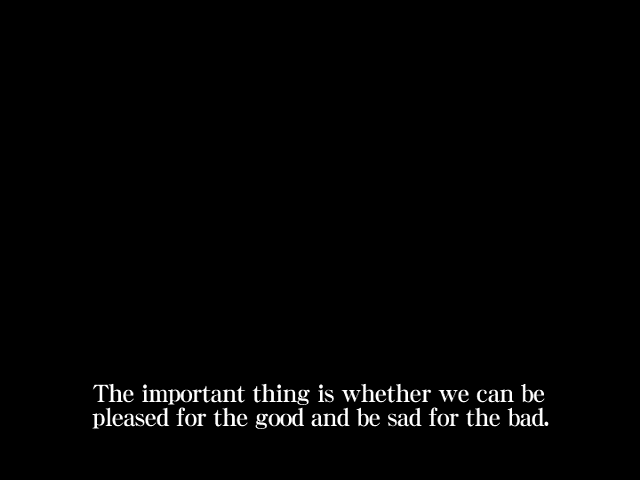 The important thing is whether we can be
pleased for the good and be sad for the bad.